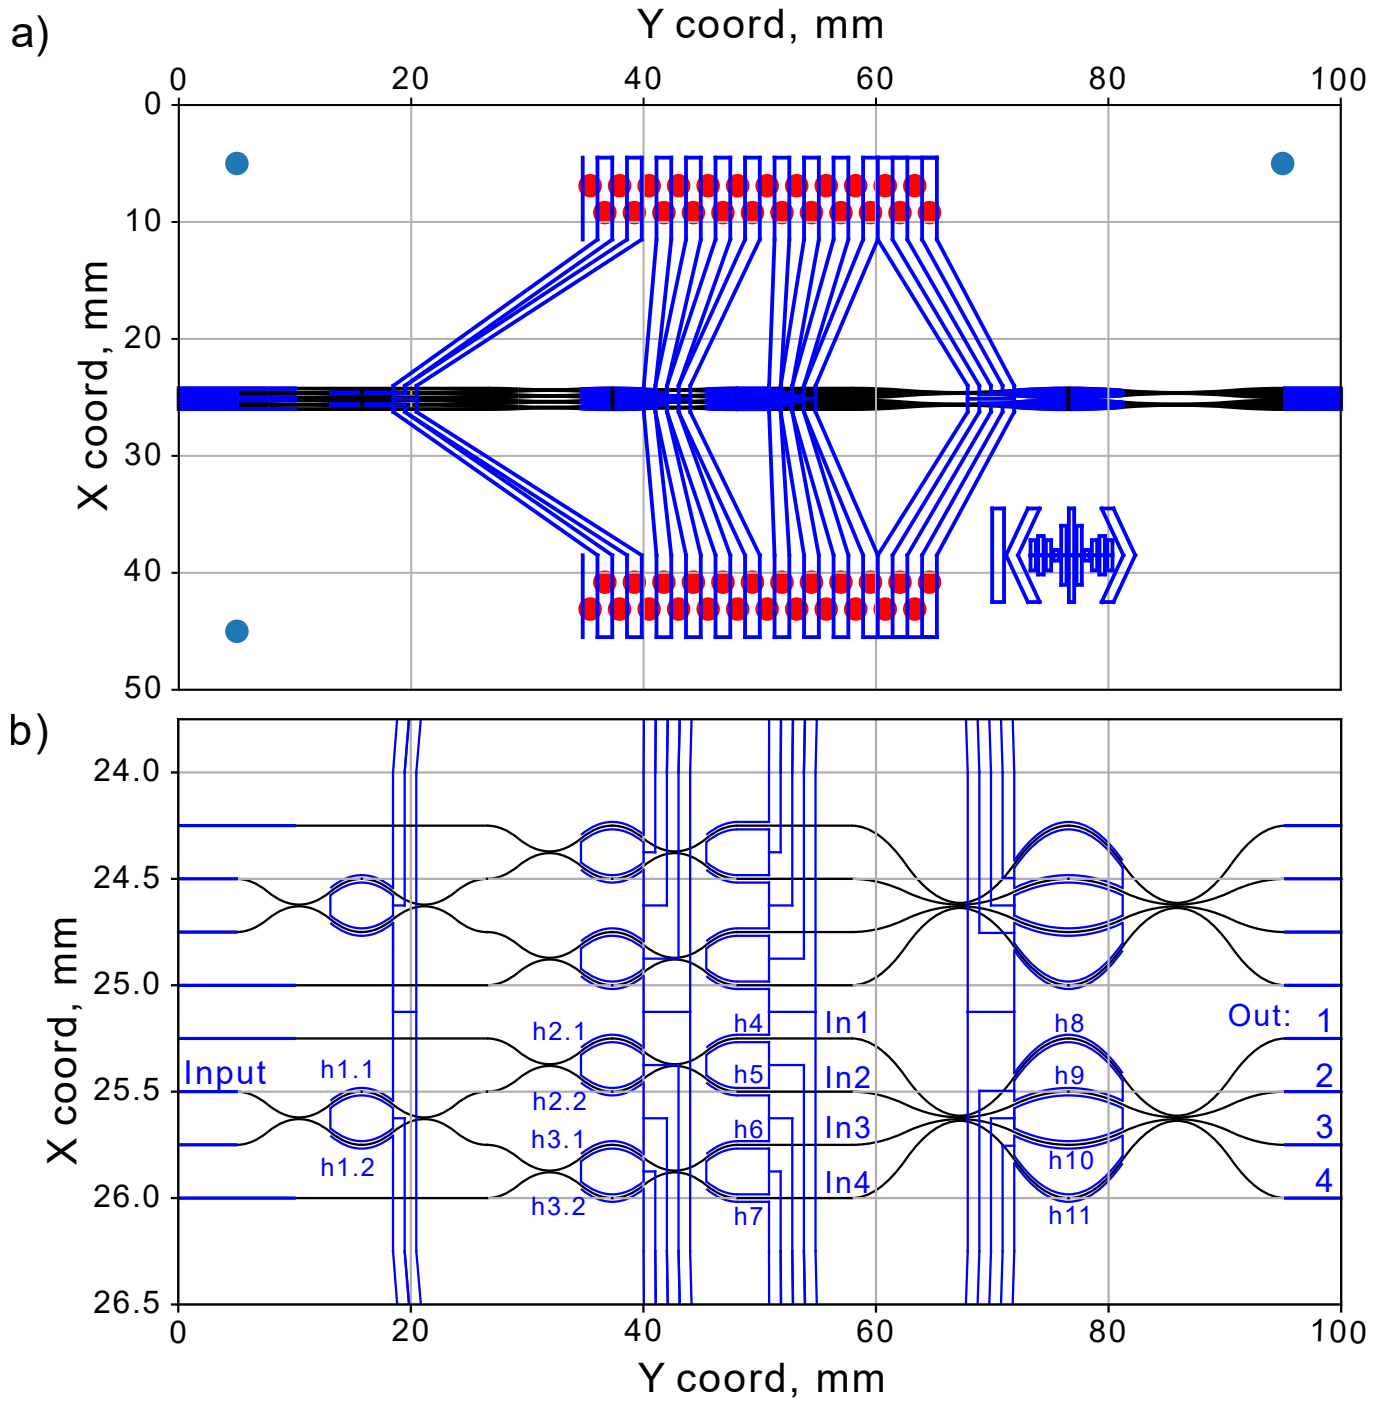 a)
Y coord, mm
0 20 40 60 80 100
0
10
20
30
40
50
X coord, mm
b)
24.0
24.5
25.0
25.5
26.0
26.5
X coord, mm
h2.1 h4 In1 h8 Out: 1
Input h1.1 h5 In2 h9 2
h2.2
h3.1 h6 In3 3
h1.2 h10
In4 4
h3.2 h7 h11
0 20 40 60 80 100
Y coord, mm